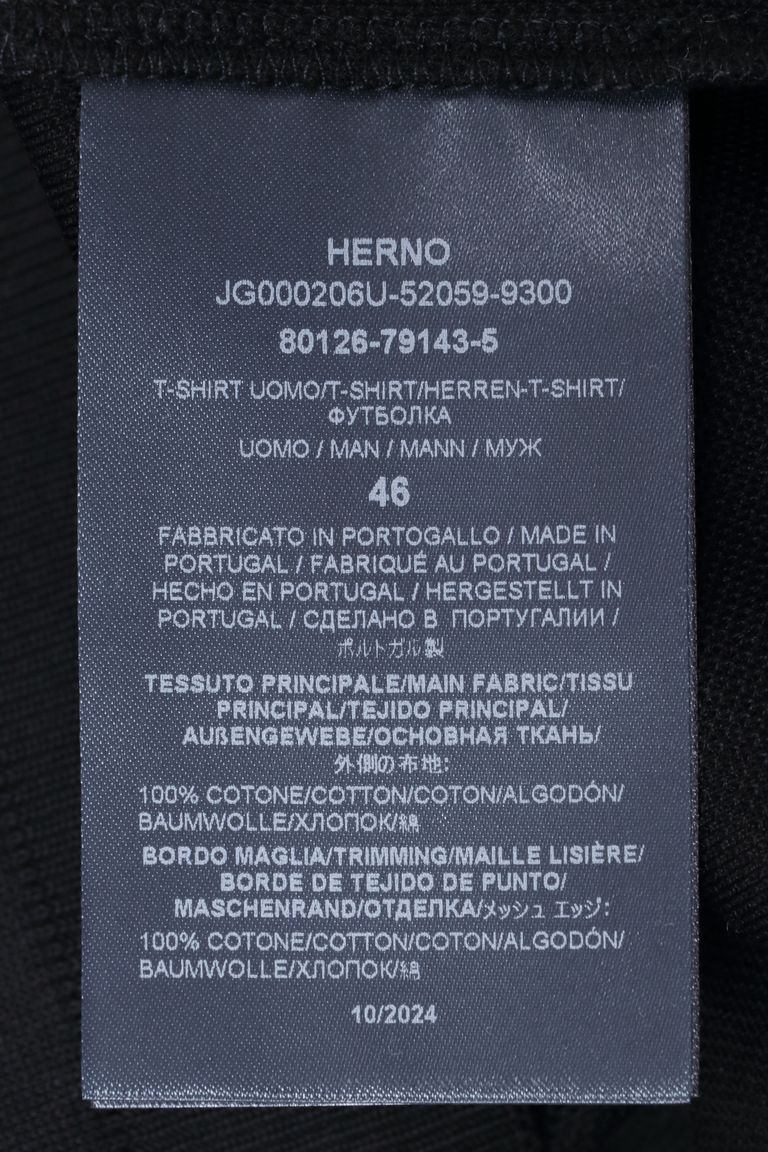 HERNO
JG000206U-52059-9300
80126-79143-5
T-SHIRT UOMO/T-SHIRT/HERREN-T-SHIRT/
ФУТБОЛКА
UOMO / MAN / MANN / МУЖ
46
FABBRICATO IN PORTOGALLO / MADE IN
PORTUGAL / FABRIQUÉ AU PORTUGAL /
HECHO EN PORTUGAL / HERGESTELLT IN
PORTUGAL / СДЕЛАНО В ПОРТУГАЛИИ /
ポルトガル製
TESSUTO PRINCIPALE/MAIN FABRIC/TISSU
PRINCIPAL/TEJIDO PRINCIPAL/
AUßENGEWEBE/ОСНОВНАЯ ТКАНЬ/
外側の布地:
100% COTONE/COTTON/COTON/ALGODÓN/
BAUMWOLLE/ХЛОПОК/綿
BORDO MAGLIA/TRIMMING/MAILLE LISIÈRE/
BORDE DE TEJIDO DE PUNTO/
MASCHENRAND/ОТДЕЛКА/メッシュ エッジ:
100% COTONE/COTTON/COTON/ALGODÓN/
BAUMWOLLE/ХЛОПОК/綿
10/2024